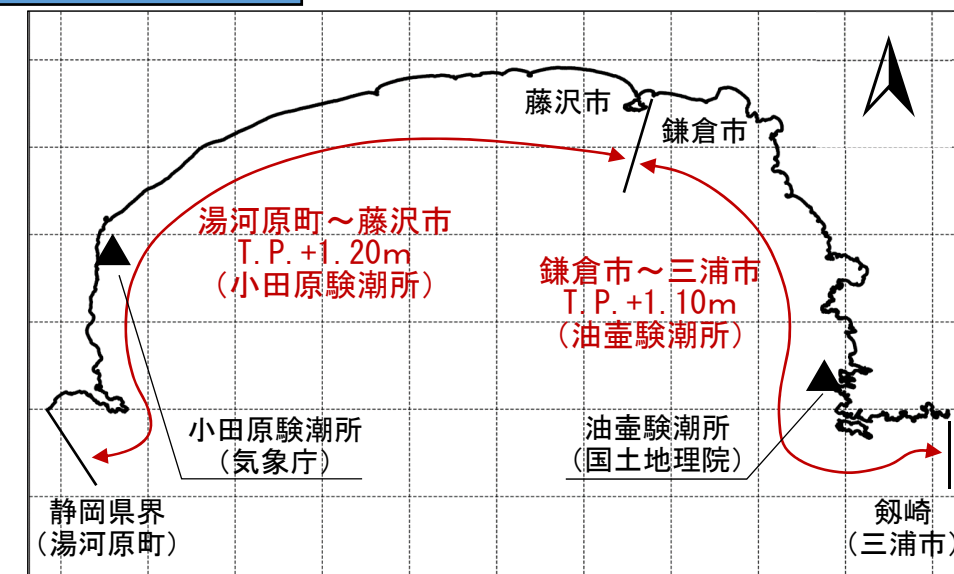 藤沢市
鎌倉市
湯河原町～藤沢市
T.P.+1.20m
（小田原験潮所）
鎌倉市～三浦市
T.P.+1.10m
（油壷験潮所）
小田原験潮所
（気象庁）
油壷験潮所
（国土地理院）
静岡県界
（湯河原町）
剱崎
（三浦市）